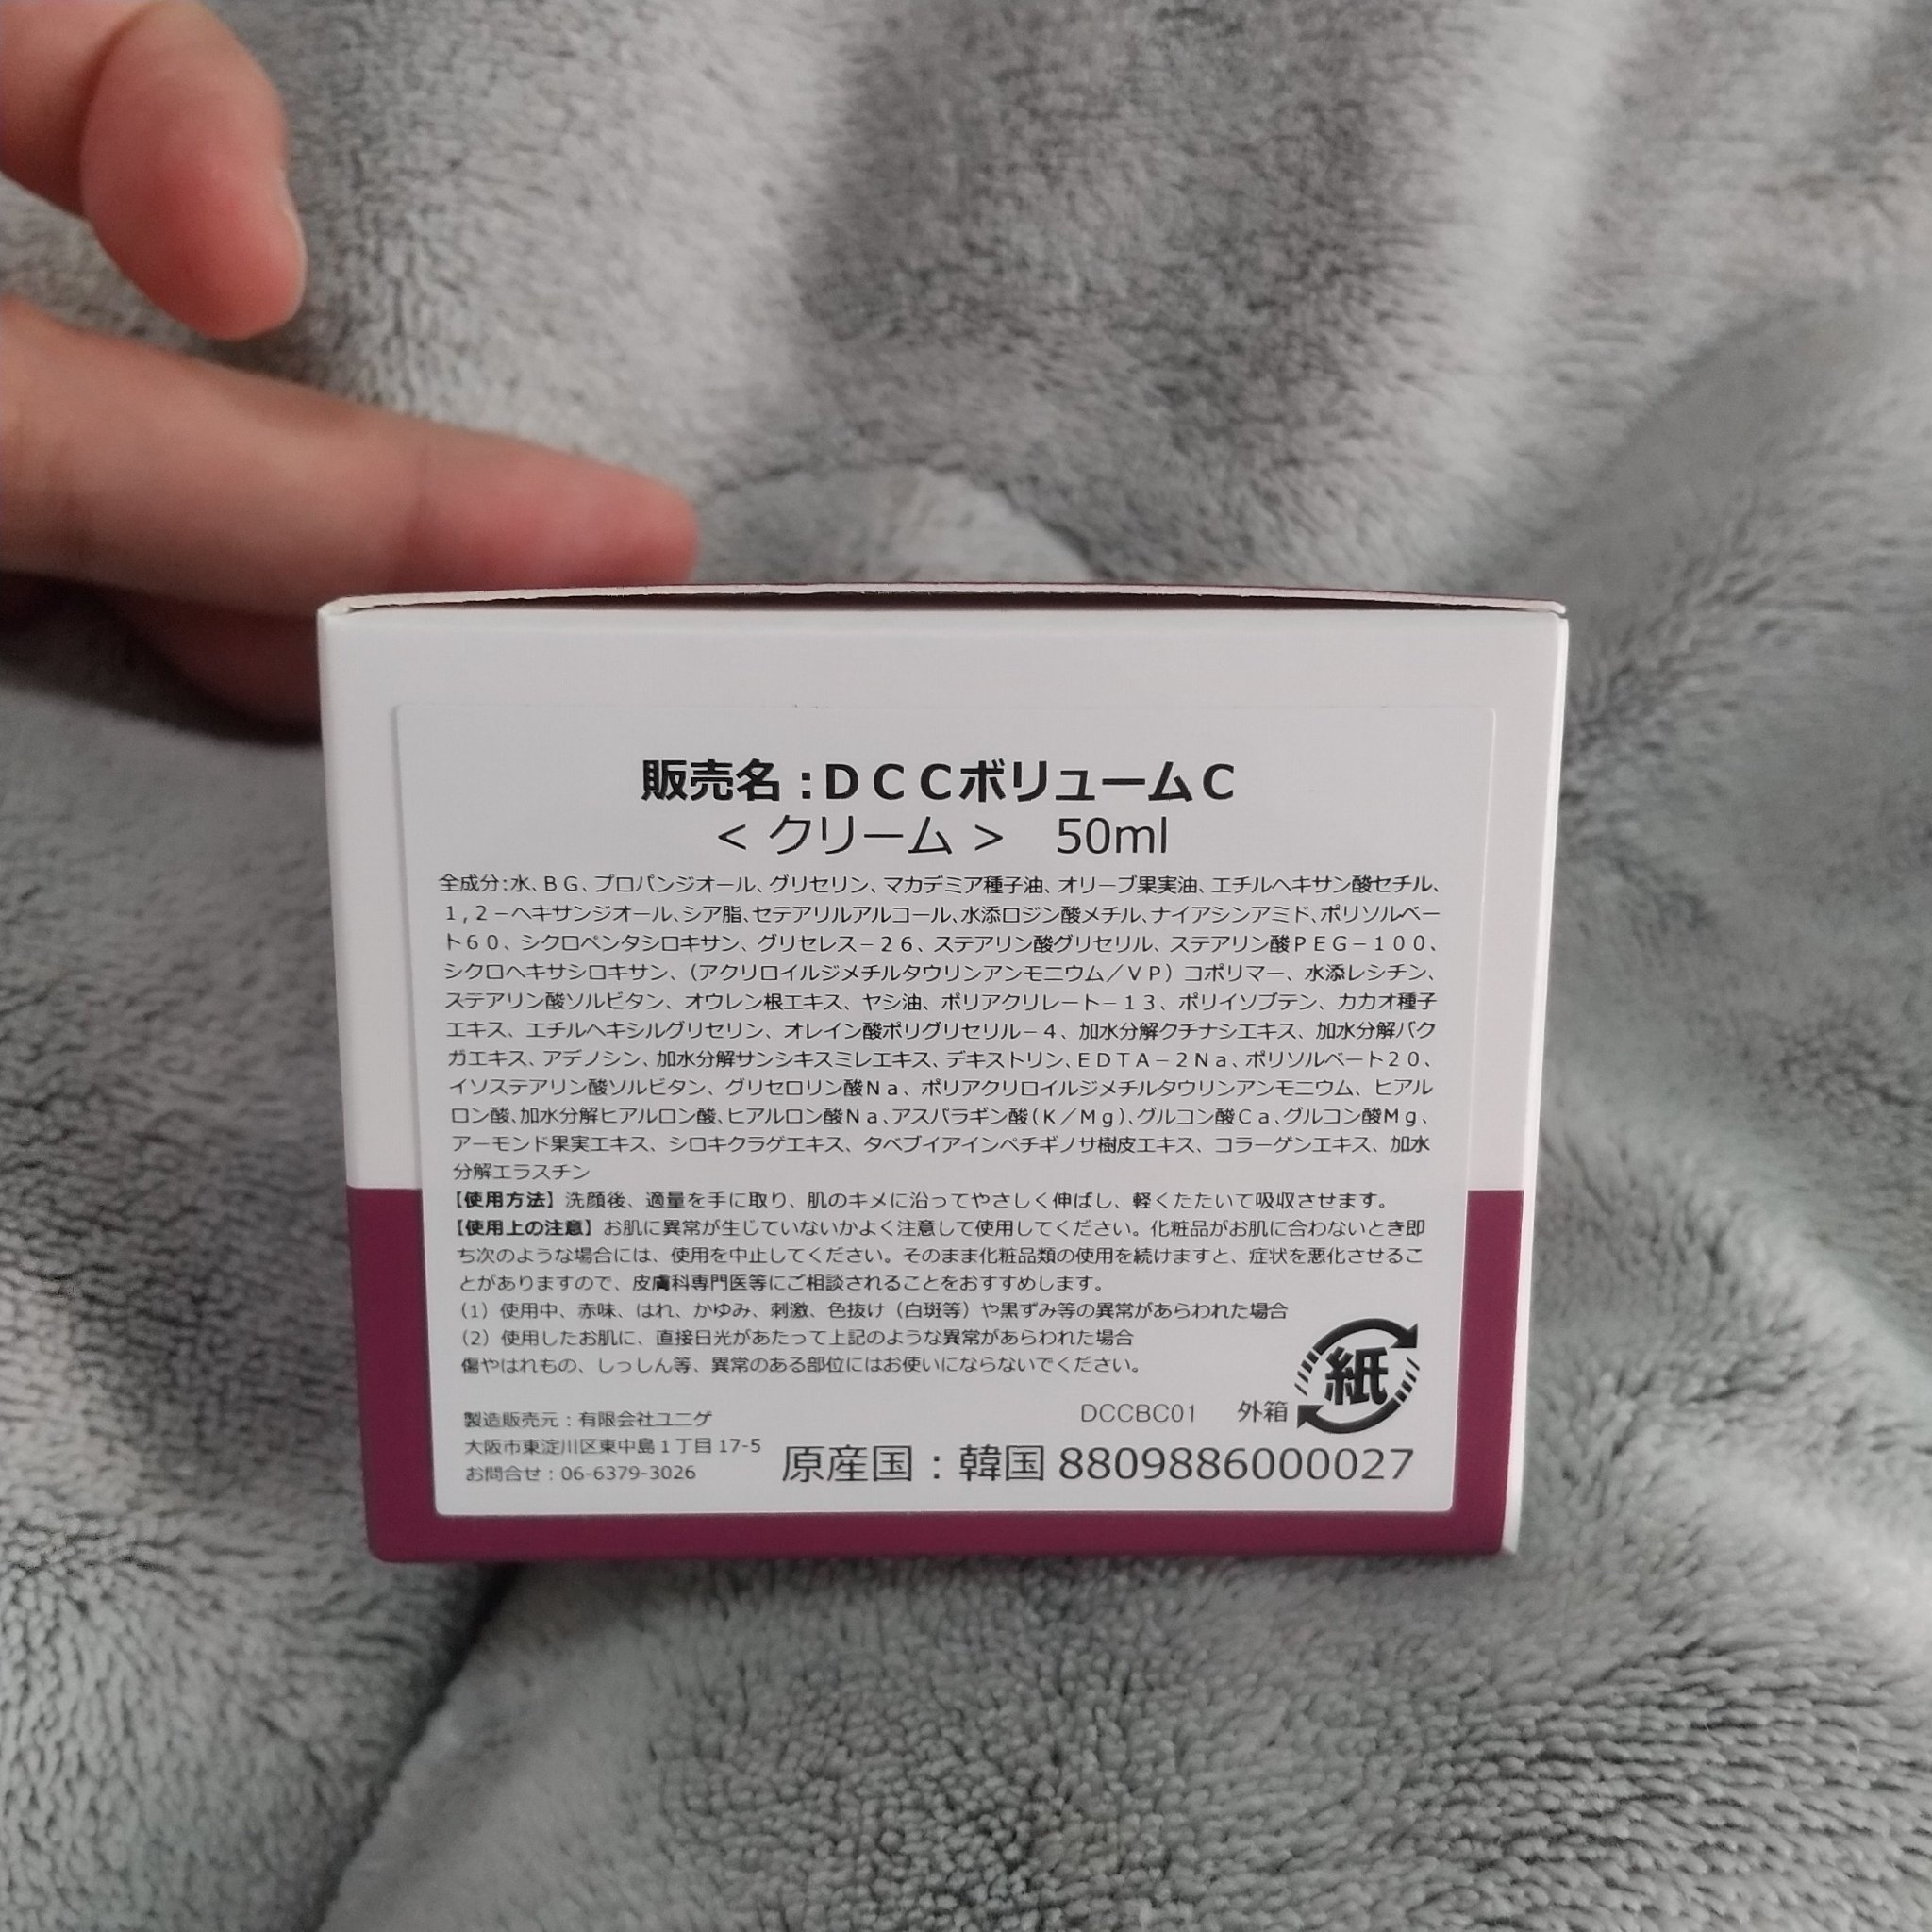 販売名：ＤＣＣボリュームＣ
＜ クリーム ＞　50ml
全成分：水、ＢＧ、プロパンジオール、グリセリン、マカデミア種子油、オリーブ果実油、エチルヘキサン酸セチル、
１，２－ヘキサンジオール、シア脂、セテアリルアルコール、水添ロジン酸メチル、ナイアシンアミド、ポリソルベー
ト６０、シクロペンタシロキサン、グリセレス－２６、ステアリン酸グリセリル、ステアリン酸ＰＥＧ－１００、
シクロヘキサシロキサン、（アクリロイルジメチルタウリンアンモニウム／ＶＰ）コポリマー、水添レシチン、
ステアリン酸ソルビタン、オウレン根エキス、ヤシ油、ポリアクリレート－１３、ポリイソブテン、カカオ種子
エキス、エチルヘキシルグリセリン、オレイン酸ポリグリセリル－４、加水分解クチナシエキス、加水分解バク
ガエキス、アデノシン、加水分解サンシキスミレエキス、デキストリン、ＥＤＴＡ－２Ｎａ、ポリソルベート２０、
イソステアリン酸ソルビタン、グリセロリン酸Ｎａ、ポリアクリロイルジメチルタウリンアンモニウム、ヒアル
ロン酸、加水分解ヒアルロン酸、ヒアルロン酸Ｎａ、アスパラギン酸（Ｋ／Ｍｇ）、グルコン酸Ｃａ、グルコン酸Ｍｇ、
アーモンド果実エキス、シロキクラゲエキス、タベブイアインペチギノサ樹皮エキス、コラーゲンエキス、加水
分解エラスチン
【使用方法】洗顔後、適量を手に取り、肌のキメに沿ってやさしく伸ばし、軽くたたいて吸収させます。
【使用上の注意】お肌に異常が生じていないかよく注意して使用してください。化粧品がお肌に合わないとき即
ち次のような場合には、使用を中止してください。そのまま化粧品類の使用を続けますと、症状を悪化させるこ
とがありますので、皮膚科専門医等にご相談されることをおすすめします。
（1）使用中、赤味、はれ、かゆみ、刺激、色抜け（白斑等）や黒ずみ等の異常があらわれた場合
（2）使用したお肌に、直接日光があたって上記のような異常があらわれた場合
傷やはれもの、しっしん等、異常のある部位にはお使いにならないでください。
紙
DCCBC01　外箱
製造販売元：有限会社ユニゲ
大阪市東淀川区東中島１丁目17-5
お問合せ：06-6379-3026
原産国：韓国 8809886000027